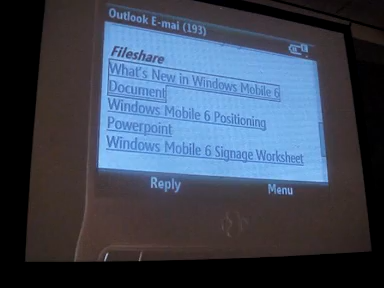 Outlook E-mai (193)
Fileshare
What's New in Windows Mobile 6
Document
Windows Mobile 6 Positioning
Powerpoint
Windows Mobile 6 Signage Worksheet
Reply Menu